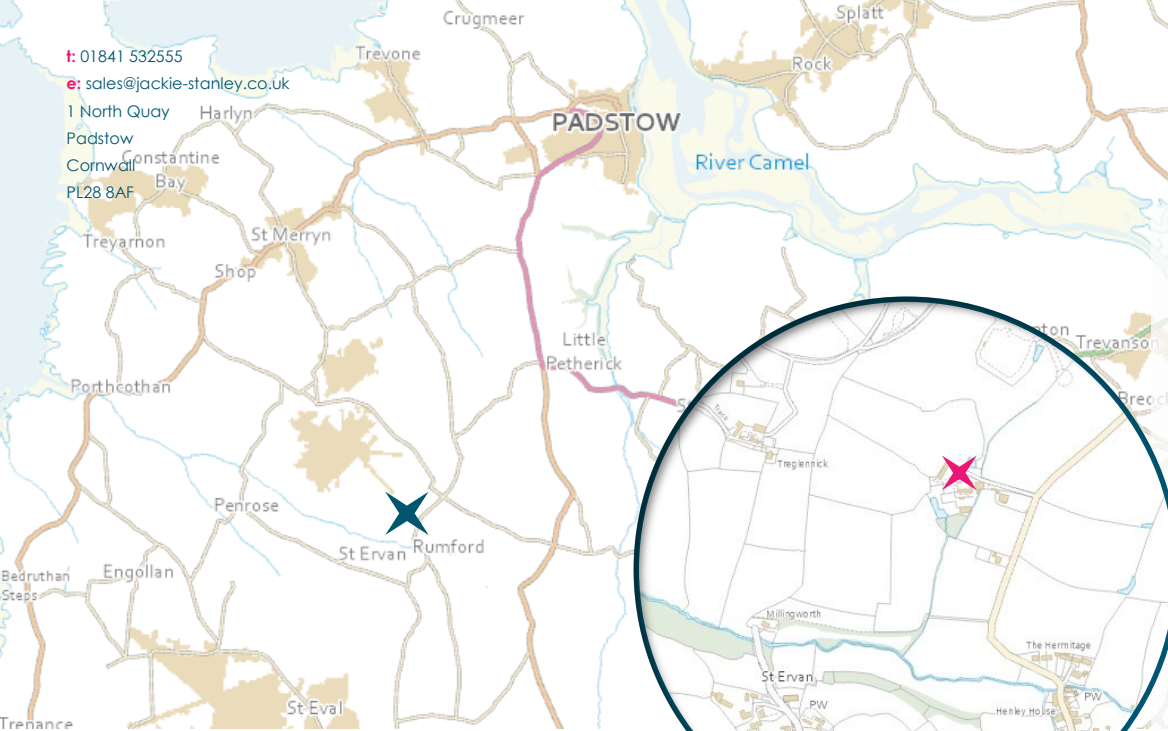 t: 01841 532555
e: sales@jackie-stanley.co.uk
1 North Quay
Padstow
Cornwall
PL28 8AF
Crugmeer
Splatt
Trevone
Rock
Harlyn
PADSTOW
Constantine
Bay
River Camel
Treyarnon
St Merryn
Shop
Little
Petherick
Trevanson
Porthcothan
Track
Treglennick
Penrose
St Ervan
Rumford
Bedruthan
Steps
Engollan
Millingworth
The Hermitage
St Ervan
PW
PW
Henley House
St Eval
Trenance